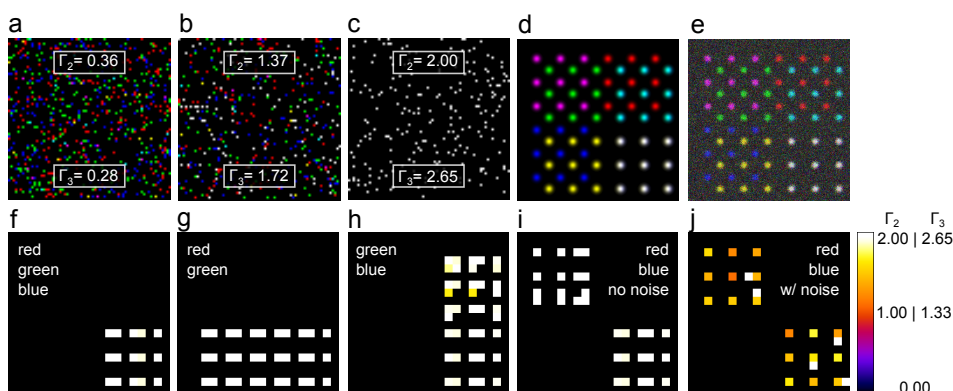 a
b
c
d
e
Γ2= 0.36
Γ2= 1.37
Γ2= 2.00
Γ3= 0.28
Γ3= 1.72
Γ3= 2.65
f
g
h
i
j
red
green
blue
red
green
green
blue
red
blue
no noise
red
blue
w/ noise
Γ2 Γ3
2.00 | 2.65
1.00 | 1.33
0.00